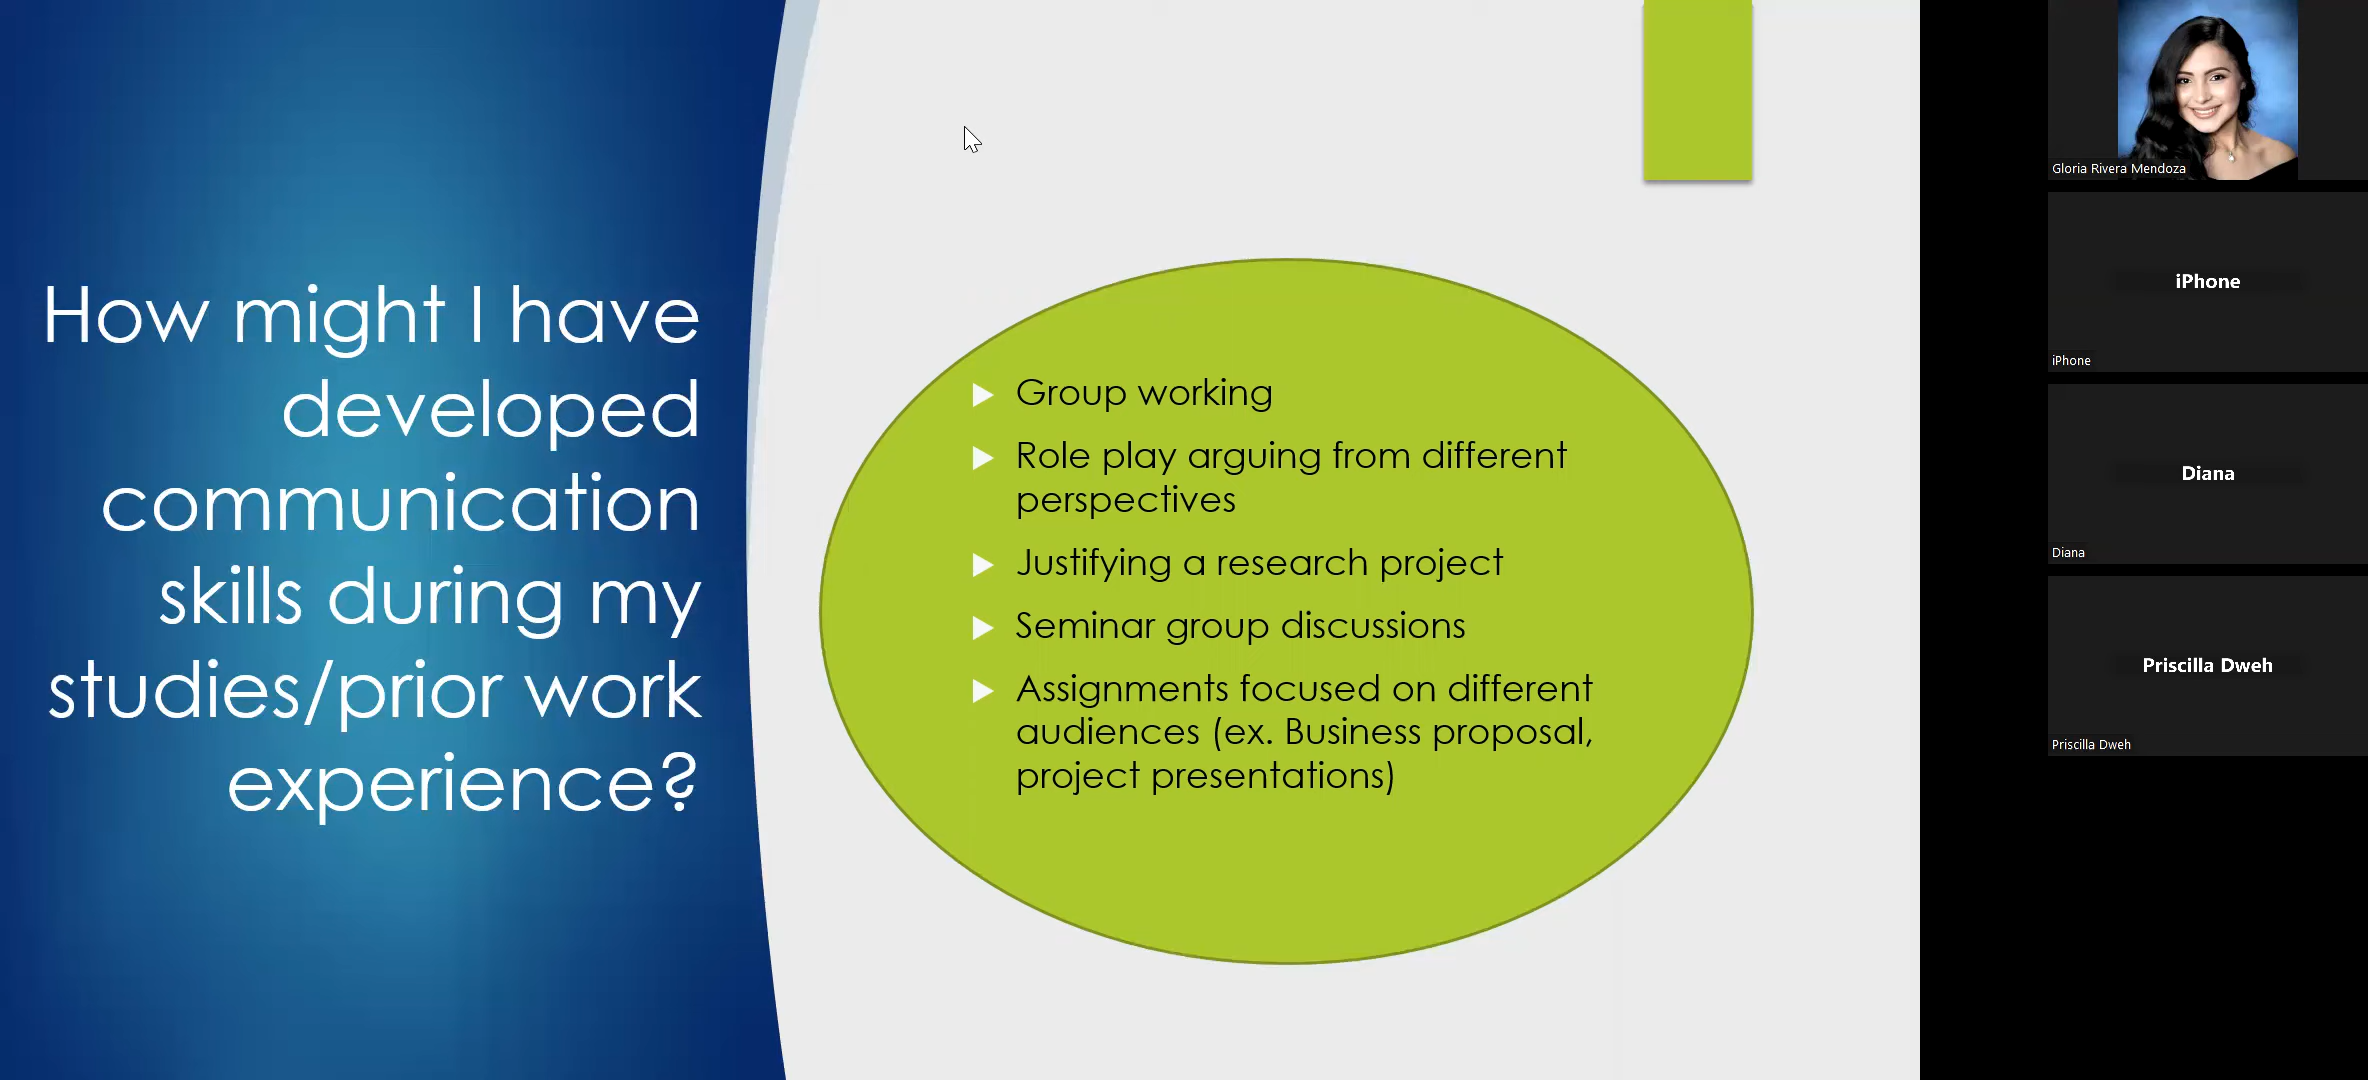 How might I have
developed
communication
skills during my
studies/prior work
experience?
Group working
Role play arguing from different
perspectives
Justifying a research project
Seminar group discussions
Assignments focused on different
audiences (ex. Business proposal,
project presentations)
Gloria Rivera Mendoza
iPhone
iPhone
Diana
Diana
Priscilla Dweh
Priscilla Dweh